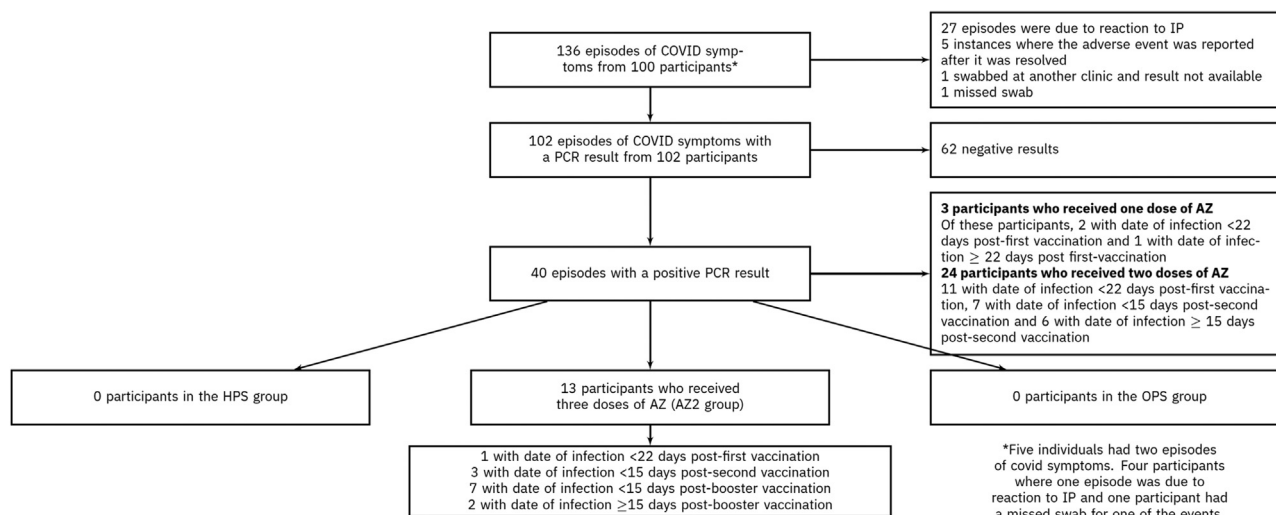 136 episodes of COVID symp-
toms from 100 participants*
27 episodes were due to reaction to IP
5 instances where the adverse event was reported
after it was resolved
1 swabbed at another clinic and result not available
1 missed swab
102 episodes of COVID symptoms with
a PCR result from 102 participants
62 negative results
3 participants who received one dose of AZ
Of these participants, 2 with date of infection <22
days post-first vaccination and 1 with date of infec-
tion ≥ 22 days post first-vaccination
24 participants who received two doses of AZ
11 with date of infection <22 days post-first vaccina-
tion, 7 with date of infection <15 days post-second
vaccination and 6 with date of infection ≥ 15 days
post-second vaccination
40 episodes with a positive PCR result
0 participants in the HPS group
13 participants who received
three doses of AZ (AZ2 group)
0 participants in the OPS group
1 with date of infection <22 days post-first vaccination
3 with date of infection <15 days post-second vaccination
7 with date of infection <15 days post-booster vaccination
2 with date of infection ≥15 days post-booster vaccination
*Five individuals had two episodes
of covid symptoms. Four participants
where one episode was due to
reaction to IP and one participant had
a missed swab for one of the events